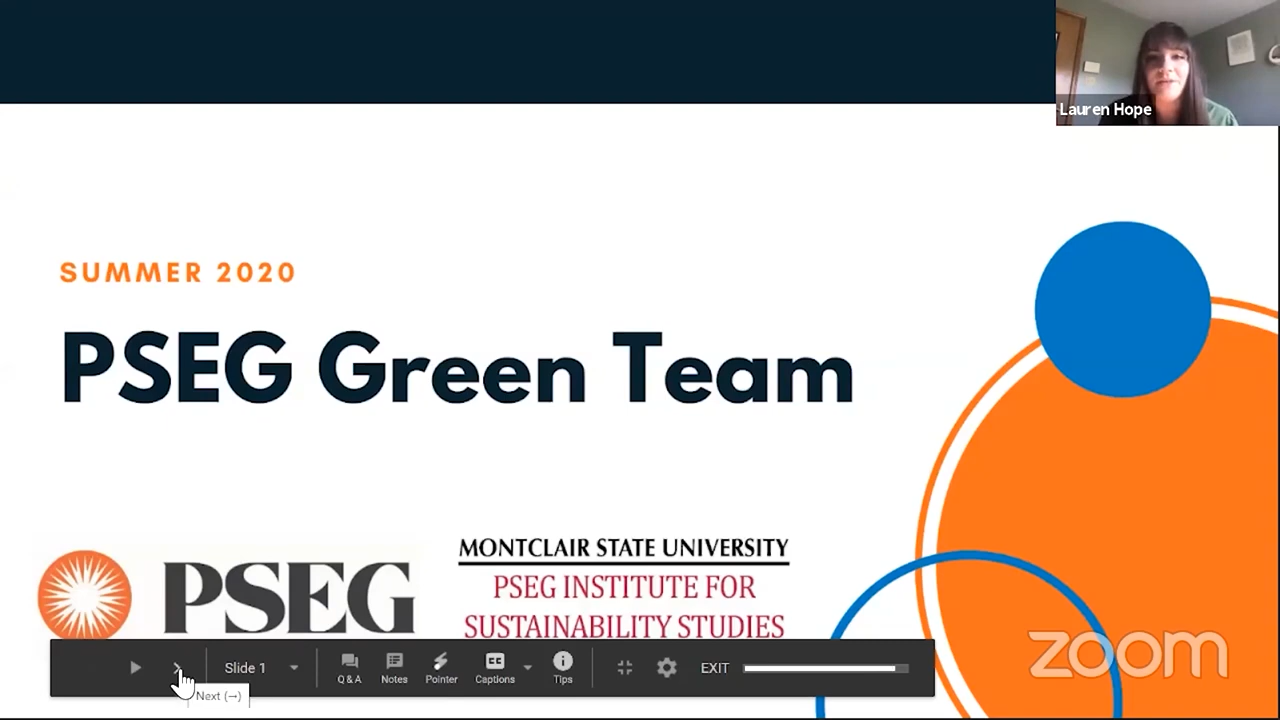 Lauren Hope
SUMMER 2020
PSEG Green Team
PSEG
MONTCLAIR STATE UNIVERSITY
PSEG INSTITUTE FOR
SUSTAINABILITY STUDIES
Slide 1
Q & A
Notes
Pointer
CC
Captions
Tips
EXIT
Next (→)
zoom